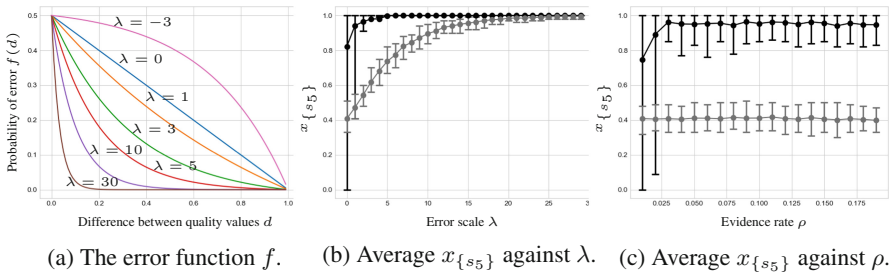 λ = −3
λ = 0
λ = 1
λ = 3
λ = 10
λ = 5
λ = 30
0.5
0.4
0.3
0.2
0.1
0.0
0.0 0.2 0.4 0.6 0.8 1.0
Probability of error f (d)
Difference between quality values d
(a) The error function f.
1.0
0.8
0.6
0.4
0.2
0.0
0 5 10 15 20 25 3
x{s5}
Error scale λ
(b) Average x{s5} against λ.
1.0
0.8
0.6
0.4
0.2
0.0
0.025 0.050 0.075 0.100 0.125 0.150 0.175
x{s5}
Evidence rate ρ
(c) Average x{s5} against ρ.